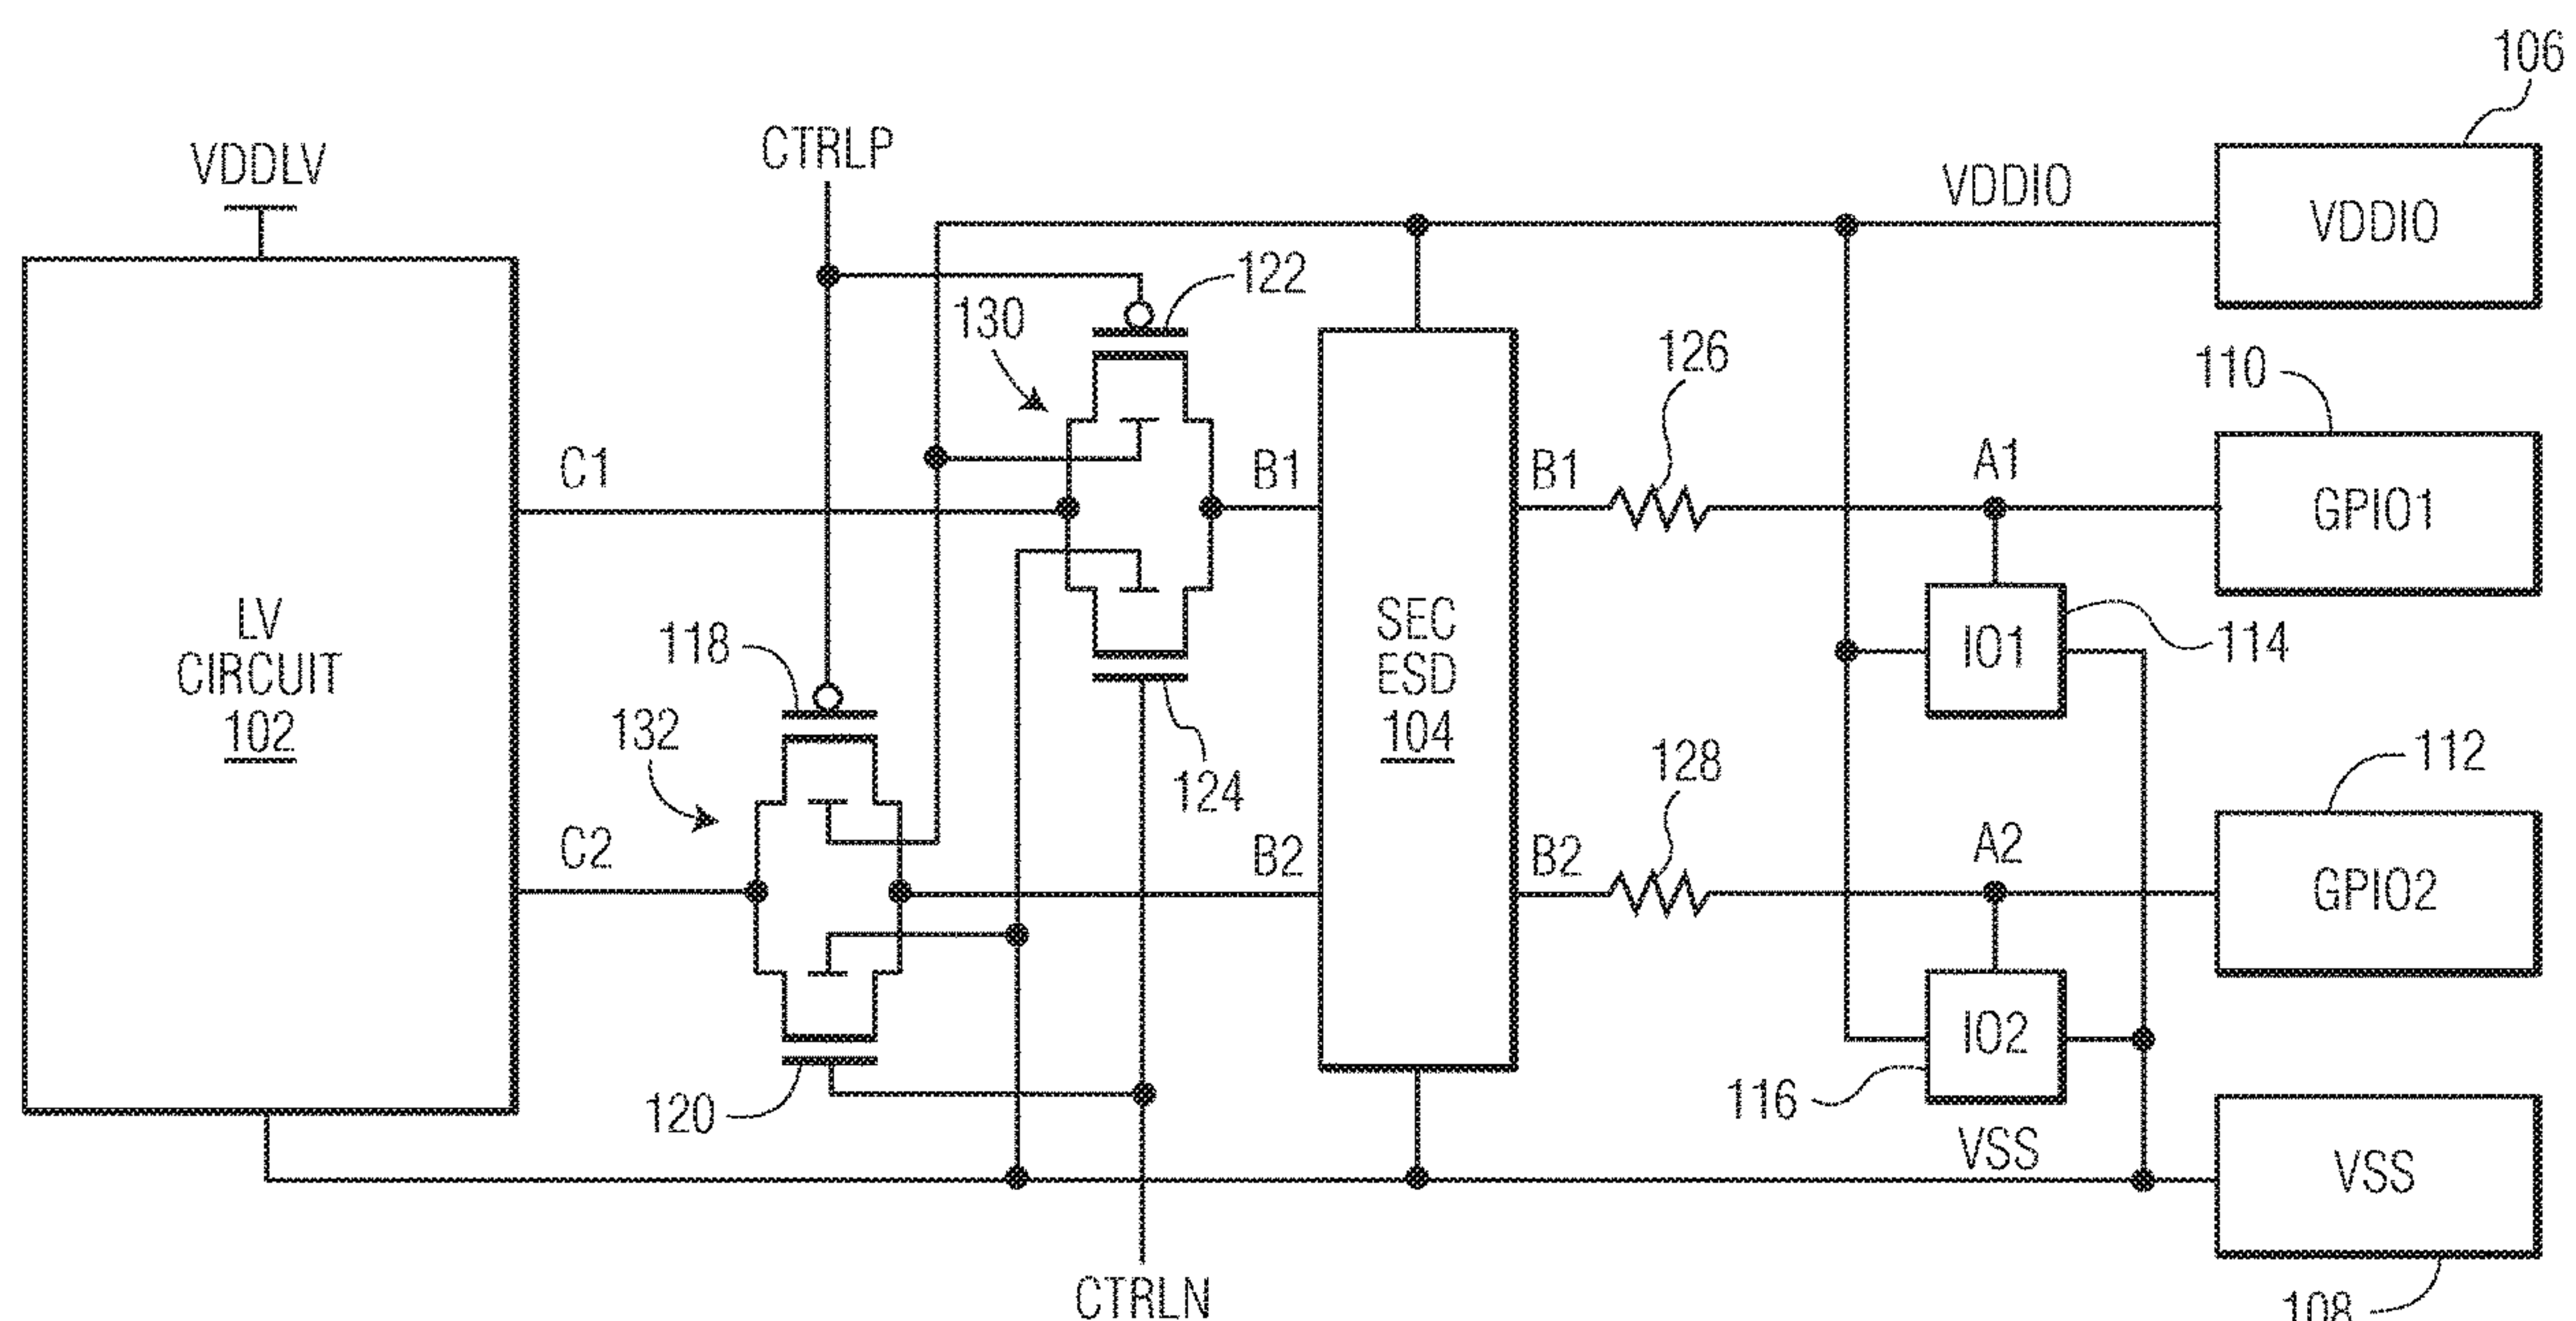 106
VDDLV
CTRLP
VDDIO
VDDIO
122
130
126
110
C1
B1
B1
A1
GPIO1
LV
CIRCUIT
102
118
SEC
ESD
104
IO1
114
132
124
128
112
C2
B2
B2
A2
GPIO2
120
116
IO2
VSS
VSS
CTRLN
108